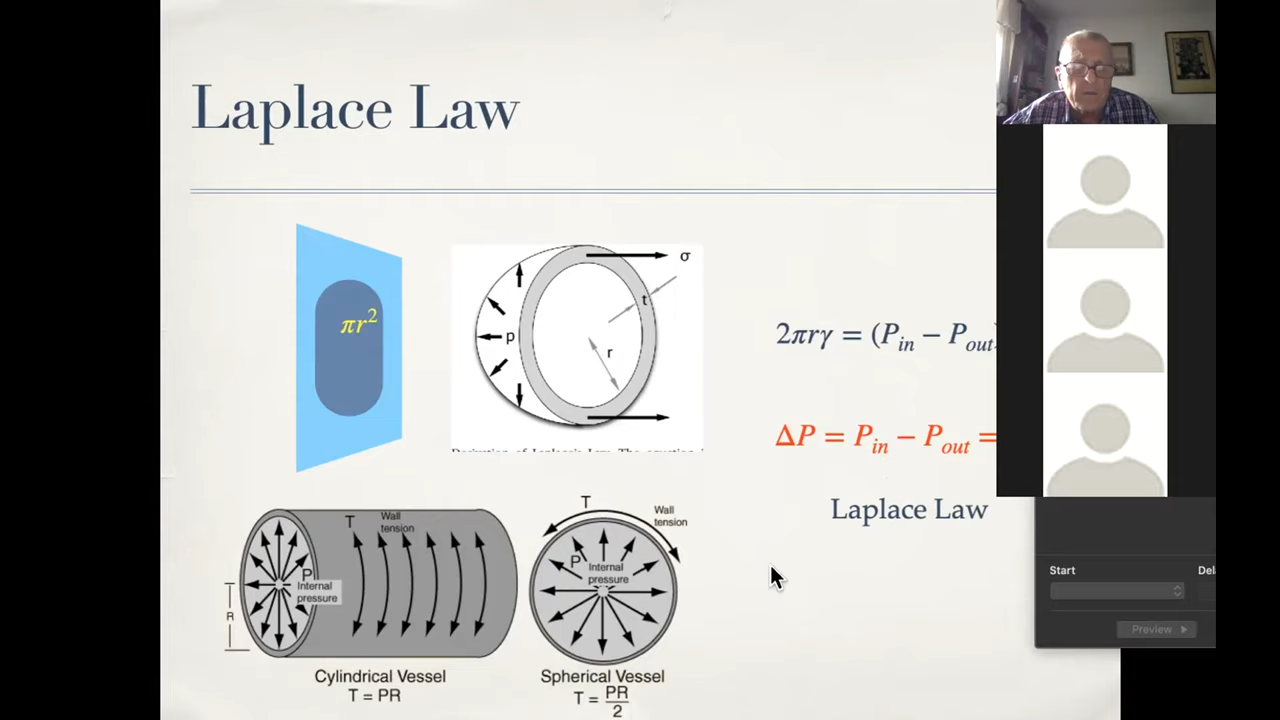 Laplace Law
πr²
σ
t
p
r
2πrγ = (P_in − P_out
ΔP = P_in − P_out =
Laplace Law
T
Wall
tension
P
Internal
pressure
R
Cylindrical Vessel
T = PR
T
Wall
tension
P
Internal
pressure
Spherical Vessel
T = PR/2
Start
Del
Preview